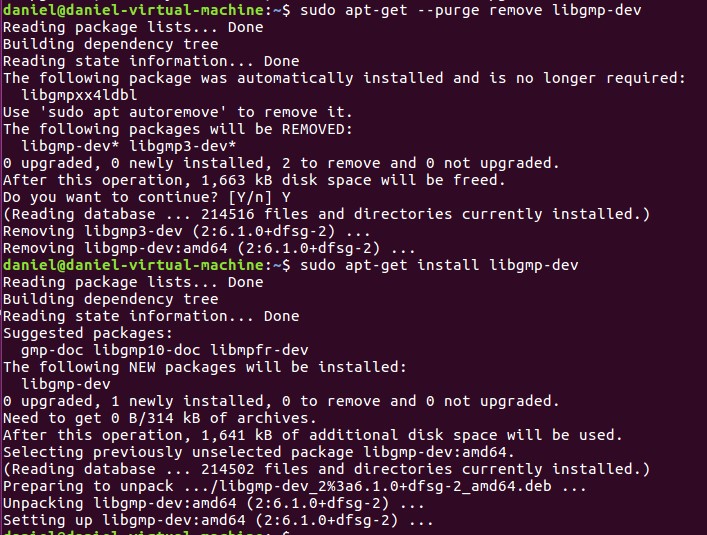 daniel@daniel-virtual-machine:~$ sudo apt-get --purge remove libgmp-dev
Reading package lists... Done
Building dependency tree
Reading state information... Done
The following package was automatically installed and is no longer required:
  libgmpxx4ldbl
Use 'sudo apt autoremove' to remove it.
The following packages will be REMOVED:
  libgmp-dev* libgmp3-dev*
0 upgraded, 0 newly installed, 2 to remove and 0 not upgraded.
After this operation, 1,663 kB disk space will be freed.
Do you want to continue? [Y/n] Y
(Reading database ... 214516 files and directories currently installed.)
Removing libgmp3-dev (2:6.1.0+dfsg-2) ...
Removing libgmp-dev:amd64 (2:6.1.0+dfsg-2) ...
daniel@daniel-virtual-machine:~$ sudo apt-get install libgmp-dev
Reading package lists... Done
Building dependency tree
Reading state information... Done
Suggested packages:
  gmp-doc libgmp10-doc libmpfr-dev
The following NEW packages will be installed:
  libgmp-dev
0 upgraded, 1 newly installed, 0 to remove and 0 not upgraded.
Need to get 0 B/314 kB of archives.
After this operation, 1,641 kB of additional disk space will be used.
Selecting previously unselected package libgmp-dev:amd64.
(Reading database ... 214502 files and directories currently installed.)
Preparing to unpack .../libgmp-dev_2%3a6.1.0+dfsg-2_amd64.deb ...
Unpacking libgmp-dev:amd64 (2:6.1.0+dfsg-2) ...
Setting up libgmp-dev:amd64 (2:6.1.0+dfsg-2) ...
daniel@daniel-virtual-machine:~$